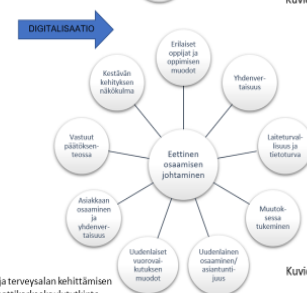 Kuvio
DIGITALISAATIO
Erilaiset
oppijat ja
oppimisen
muodot
Kestävän
kehityksen
näkökulma
Yhdenver-
taisuus
Vastuut
päätöksen-
teossa
Eettinen
osaamisen
johtaminen
Laiteturval-
lisuus ja
tietoturva
Asiakkaan
osaaminen
ja
yhdenver-
taisuus
Muutok-
sessa
tukeminen
Uudenlaiset
vuorovai-
kutuksen
muodot
Uudenlainen
osaaminen/
asiantunti-
juus
Kuvio
ja terveysalan kehittämisen